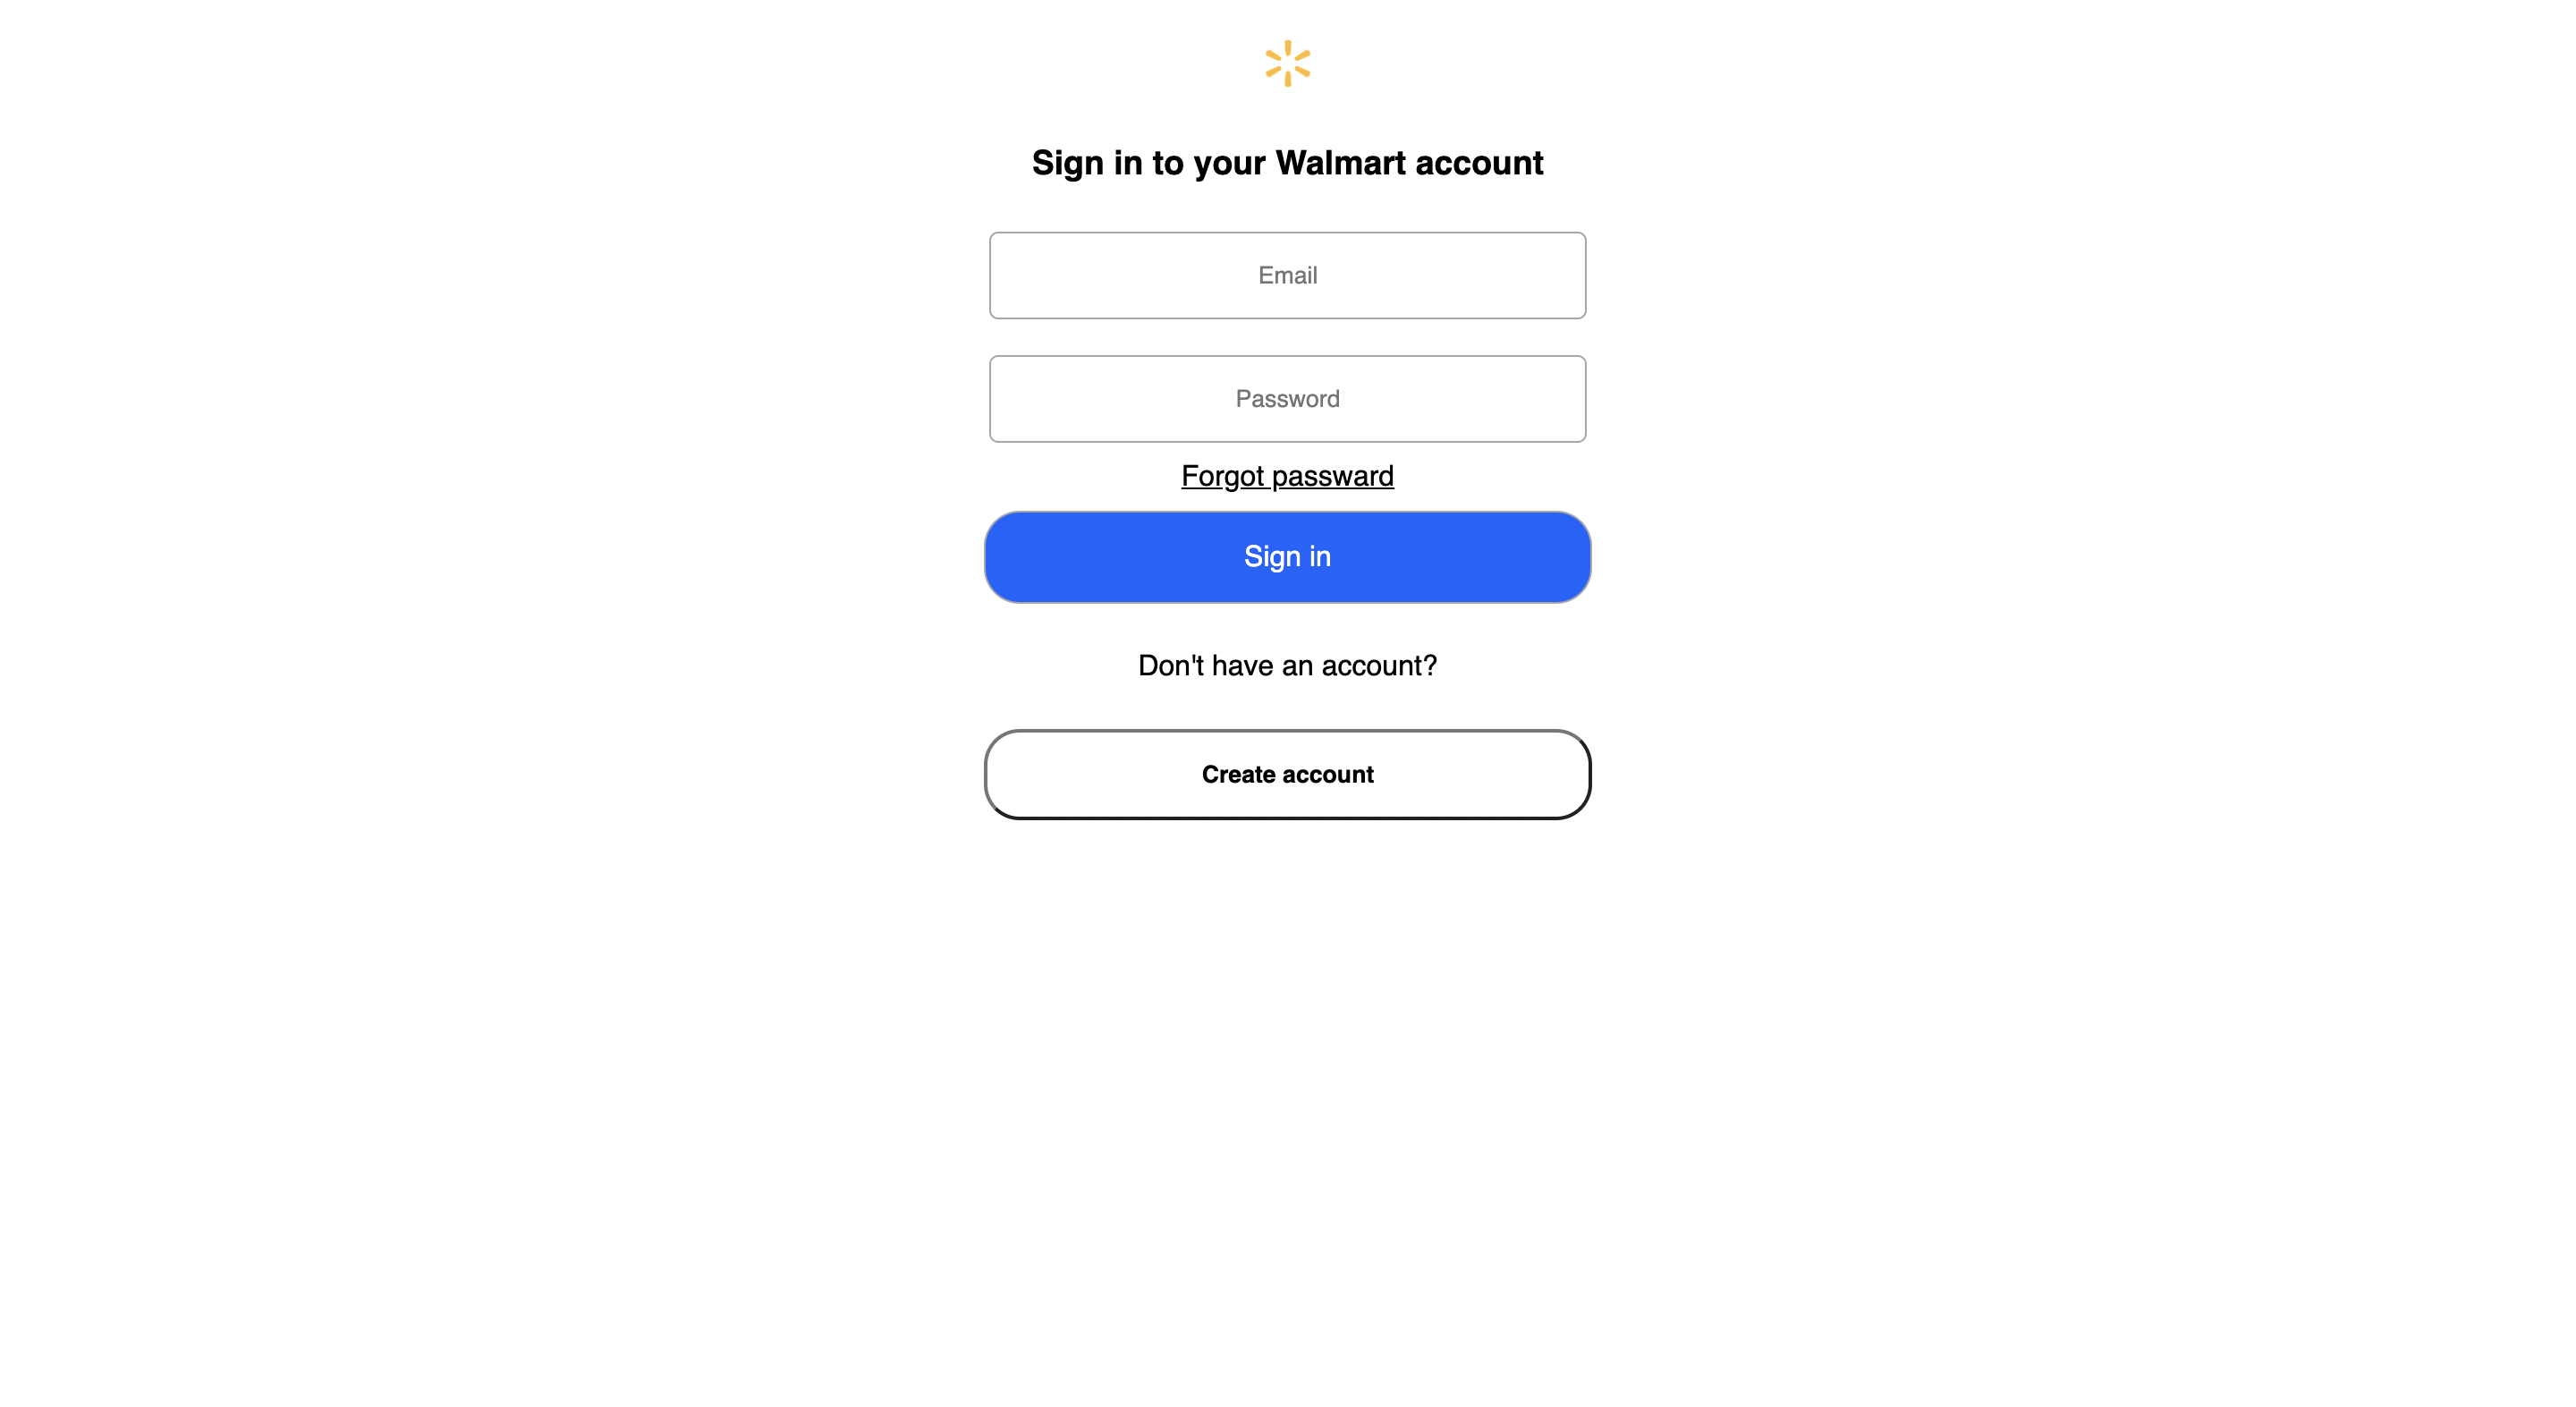 Sign in to your Walmart account
Email
Password
Forgot passward
Sign in
Don't have an account?
Create account